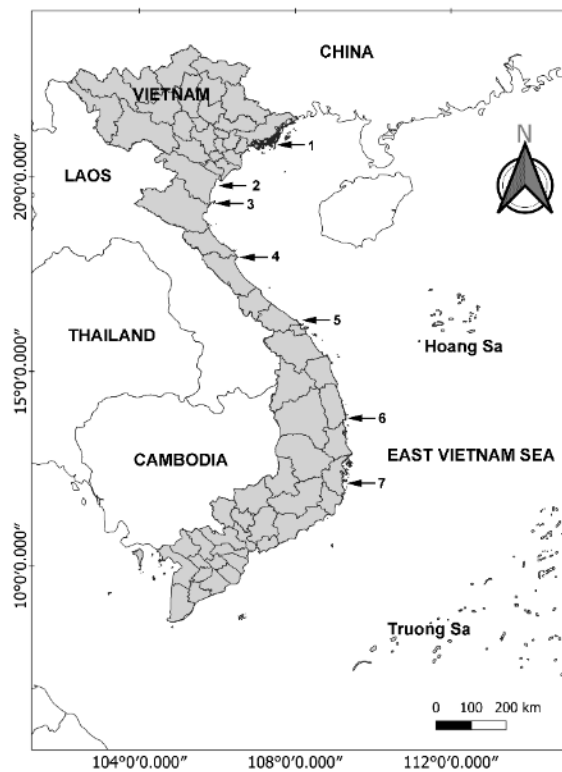 CHINA
VIETNAM
N
1
LAOS
2
3
20°0'0.000"
4
THAILAND
5
Hoang Sa
15°0'0.000"
6
CAMBODIA
EAST VIETNAM SEA
7
10°0'0.000"
Truong Sa
0 100 200 km
104°0'0.000" 108°0'0.000" 112°0'0.000"